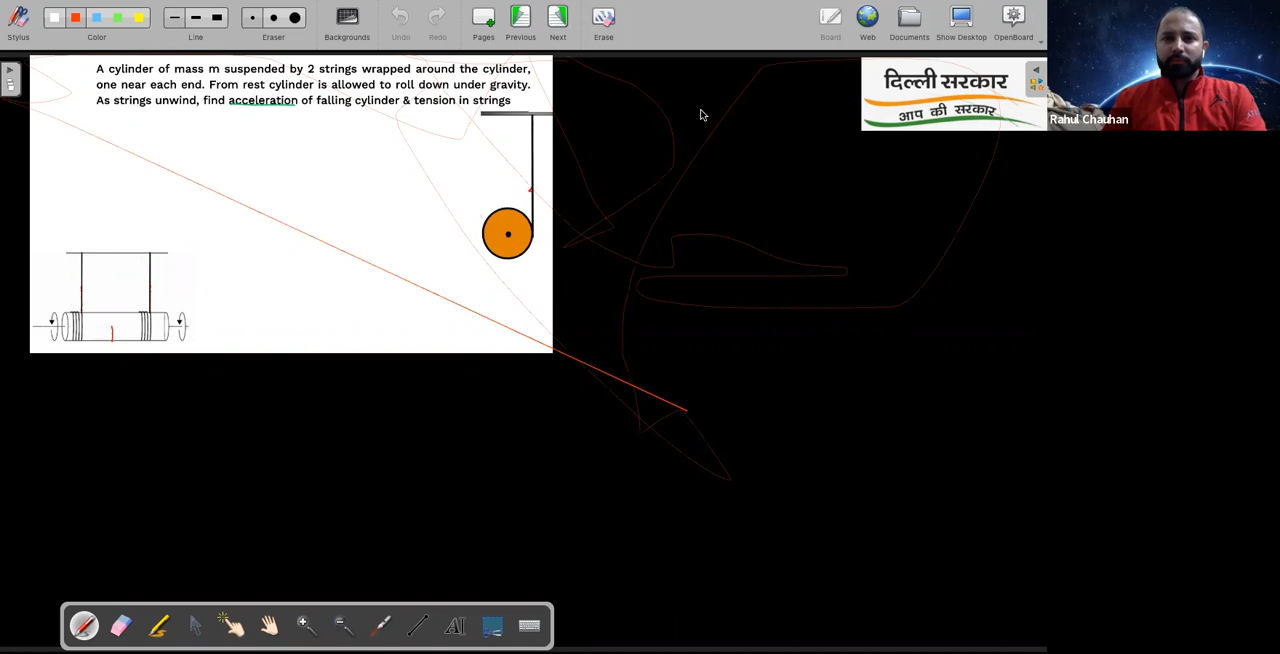 Stylus
Color
Line
Eraser
Backgrounds
Undo
Redo
Pages
Previous
Next
Erase
Board
Web
Documents
Show Desktop
OpenBoard
A cylinder of mass m suspended by 2 strings wrapped around the cylinder,
one near each end. From rest cylinder is allowed to roll down under gravity.
As strings unwind, find acceleration of falling cylinder & tension in strings
दिल्ली सरकार
आप की सरकार
Rahul Chauhan
AI